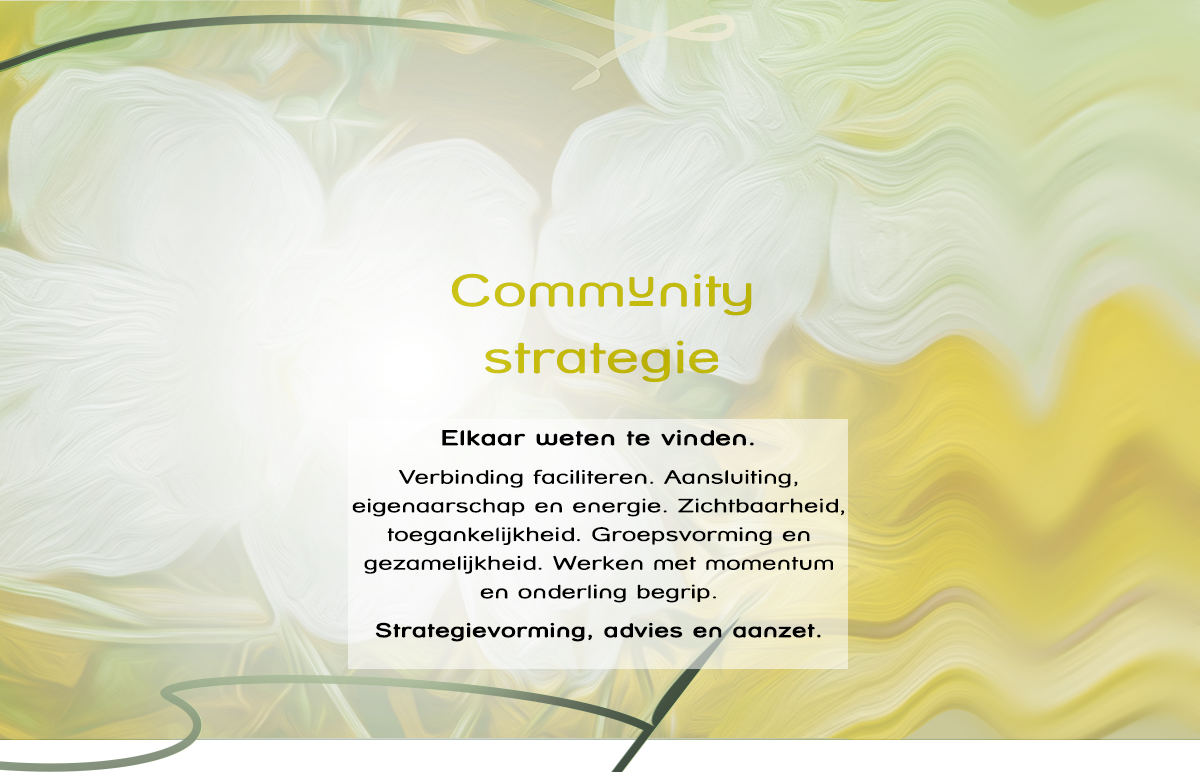 Community
strategie
Elkaar weten te vinden.
Verbinding faciliteren. Aansluiting,
eigenaarschap en energie. Zichtbaarheid,
toegankelijkheid. Groepsvorming en
gezamelijkheid. Werken met momentum
en onderling begrip.
Strategievorming, advies en aanzet.